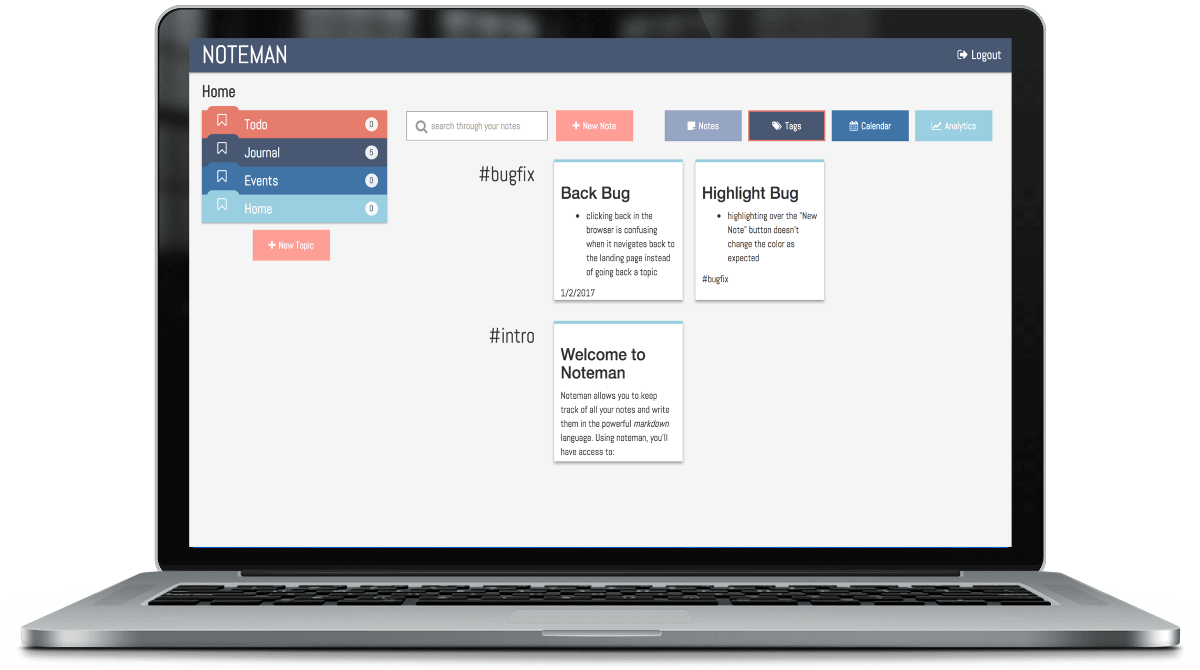 NOTEMAN
Logout
Home
Todo 0
Journal 5
Events 0
Home 0
New Topic
search through your notes
New Note
Notes
Tags
Calendar
Analytics
#bugfix
Back Bug
• clicking back in the
browser is confusing
when it navigates back to
the landing page instead
of going back a topic
1/2/2017
Highlight Bug
• highlighting over the "New
Note" button doesn't
change the color as
expected
#bugfix
#intro
Welcome to
Noteman
Noteman allows you to keep
track of all your notes and write
them in the powerful markdown
language. Using noteman, you'll
have access to: